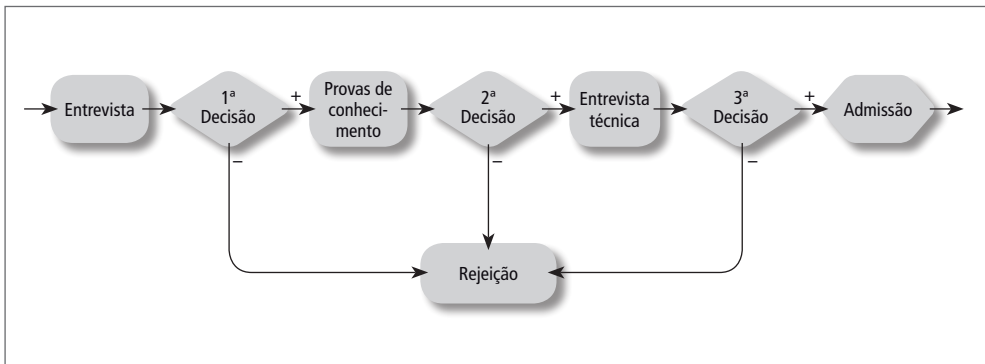 Entrevista
1ª
Decisão
+
Provas de
conheci-
mento
2ª
Decisão
+
Entrevista
técnica
3ª
Decisão
+
Admissão
–
–
–
Rejeição